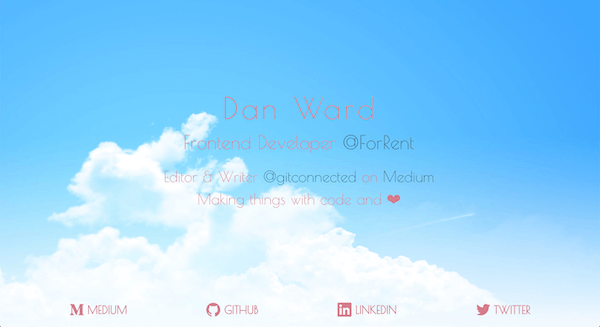 Dan Ward
Frontend Developer @ForRent
Editor & Writer @gitconnected on Medium
Making things with code and ❤
MEDIUM GITHUB LINKEDIN TWITTER